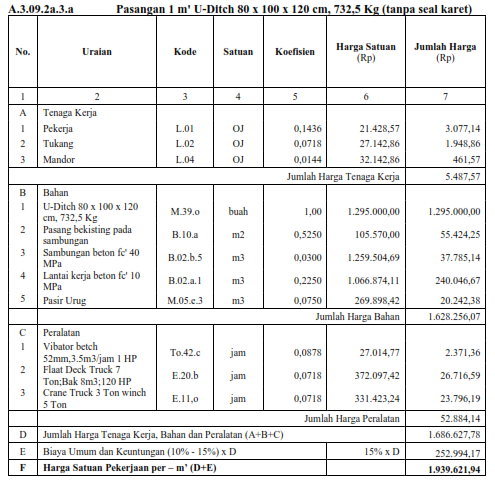 A.3.09.2a.3.a Pasangan 1 m' U-Ditch 80 x 100 x 120 cm, 732,5 Kg (tanpa seal karet)
No. Uraian Kode Satuan Koefisien Harga Satuan (Rp) Jumlah Harga (Rp)
1 2 3 4 5 6 7
A Tenaga Kerja
1 Pekerja L.01 OJ 0,1436 21.428,57 3.077,14
2 Tukang L.02 OJ 0,0718 27.142,86 1.948,86
3 Mandor L.04 OJ 0,0144 32.142,86 461,57
Jumlah Harga Tenaga Kerja 5.487,57
B Bahan
1 U-Ditch 80 x 100 x 120 cm, 732,5 Kg M.39.o buah 1,00 1.295.000,00 1.295.000,00
2 Pasang bekisting pada sambungan B.10.a m2 0,5250 105.570,00 55.424,25
3 Sambungan beton fc' 40 MPa B.02.b.5 m3 0,0300 1.259.504,69 37.785,14
4 Lantai kerja beton fc' 10 MPa B.02.a.1 m3 0,2250 1.066.874,11 240.046,67
5 Pasir Urug M.05.e.3 m3 0,0750 269.898,42 20.242,38
Jumlah Harga Bahan 1.628.256,07
C Peralatan
1 Vibator betch 52mm,3.5m3/jam 1 HP To.42.c jam 0,0878 27.014,77 2.371,36
2 Flaat Deck Truck 7 Ton;Bak 8m3;120 HP E.20.b jam 0,0718 372.097,42 26.716,59
3 Crane Truck 3 Ton winch 5 Ton E.11,o jam 0,0718 331.423,24 23.796,19
Jumlah Harga Peralatan 52.884,14
D Jumlah Harga Tenaga Kerja, Bahan dan Peralatan (A+B+C) 1.686.627,78
E Biaya Umum dan Keuntungan (10% - 15%) x D 15% x D 252.994,17
F Harga Satuan Pekerjaan per – m' (D+E) 1.939.621,94